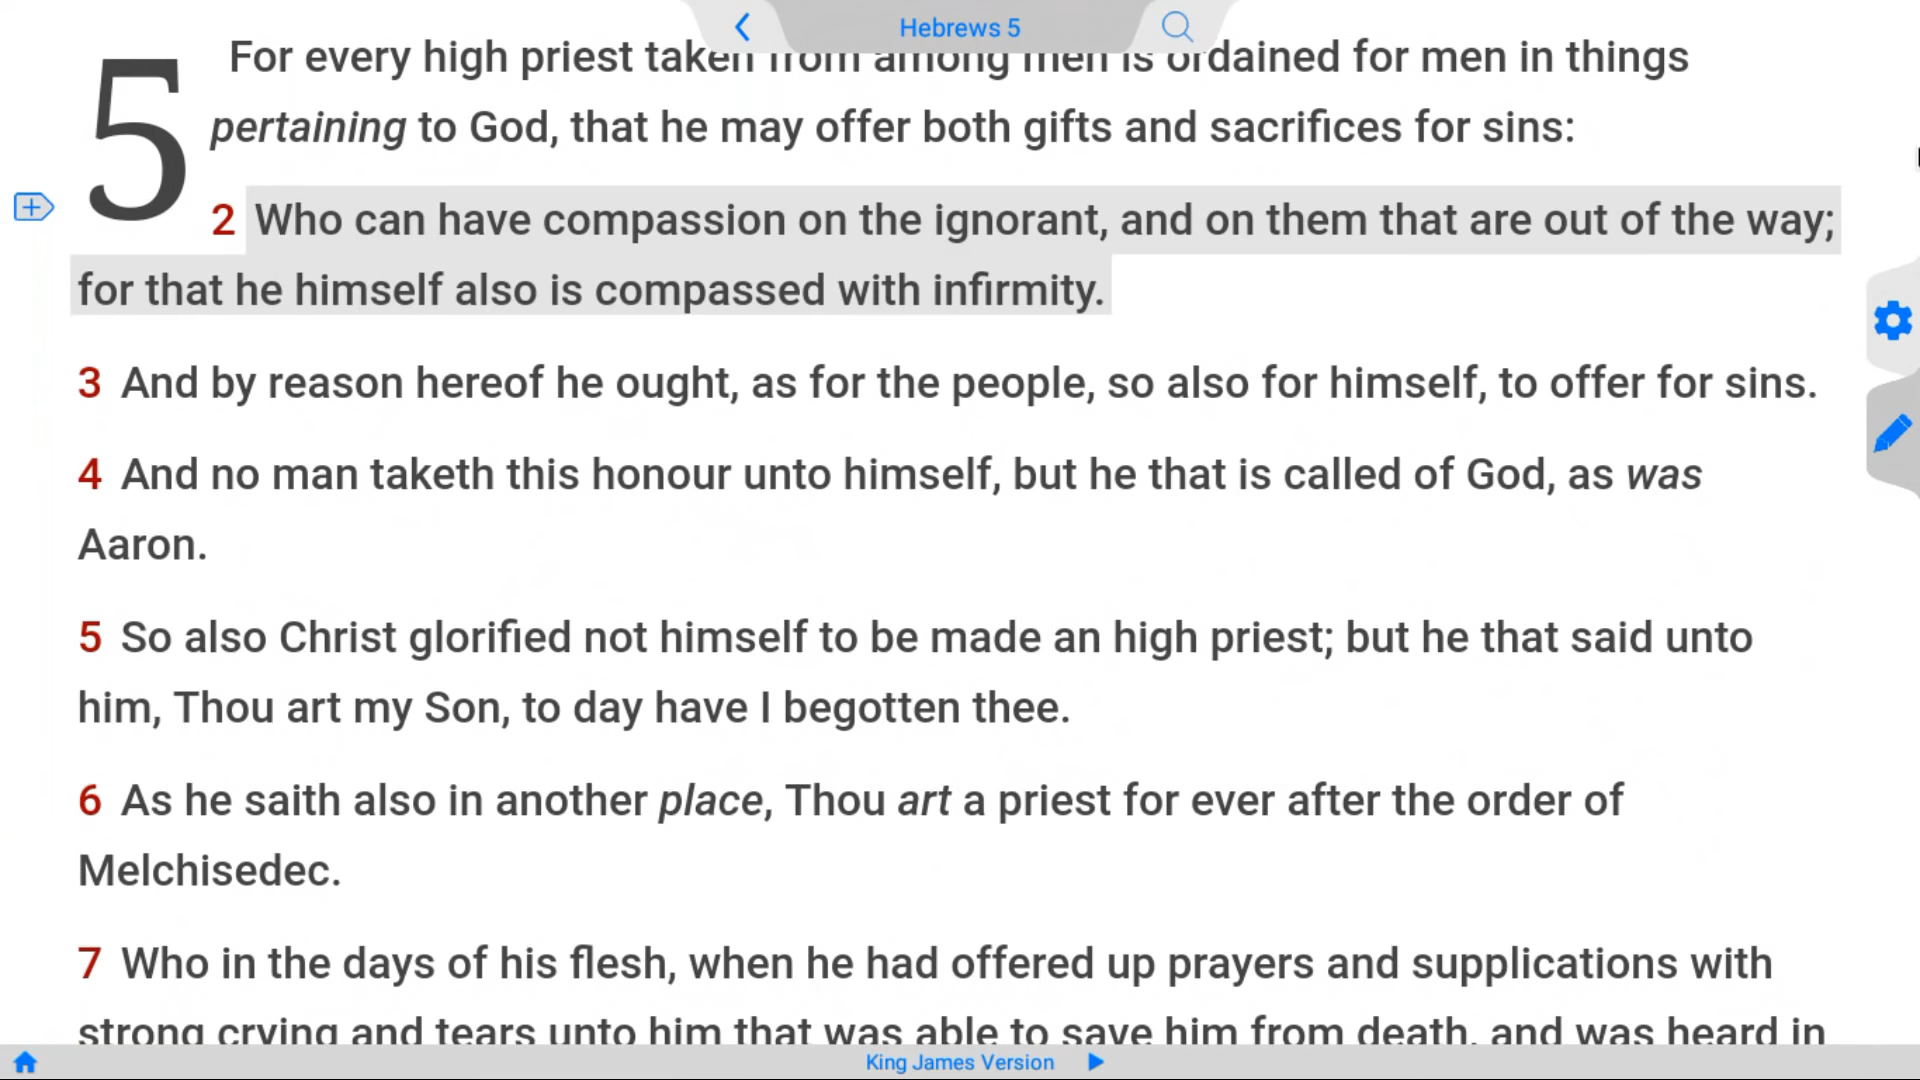 Hebrews 5
5 For every high priest taken from among men is ordained for men in things
pertaining to God, that he may offer both gifts and sacrifices for sins:
2 Who can have compassion on the ignorant, and on them that are out of the way;
for that he himself also is compassed with infirmity.
3 And by reason hereof he ought, as for the people, so also for himself, to offer for sins.
4 And no man taketh this honour unto himself, but he that is called of God, as was
Aaron.
5 So also Christ glorified not himself to be made an high priest; but he that said unto
him, Thou art my Son, to day have I begotten thee.
6 As he saith also in another place, Thou art a priest for ever after the order of
Melchisedec.
7 Who in the days of his flesh, when he had offered up prayers and supplications with
strong crying and tears unto him that was able to save him from death, and was heard in
King James Version